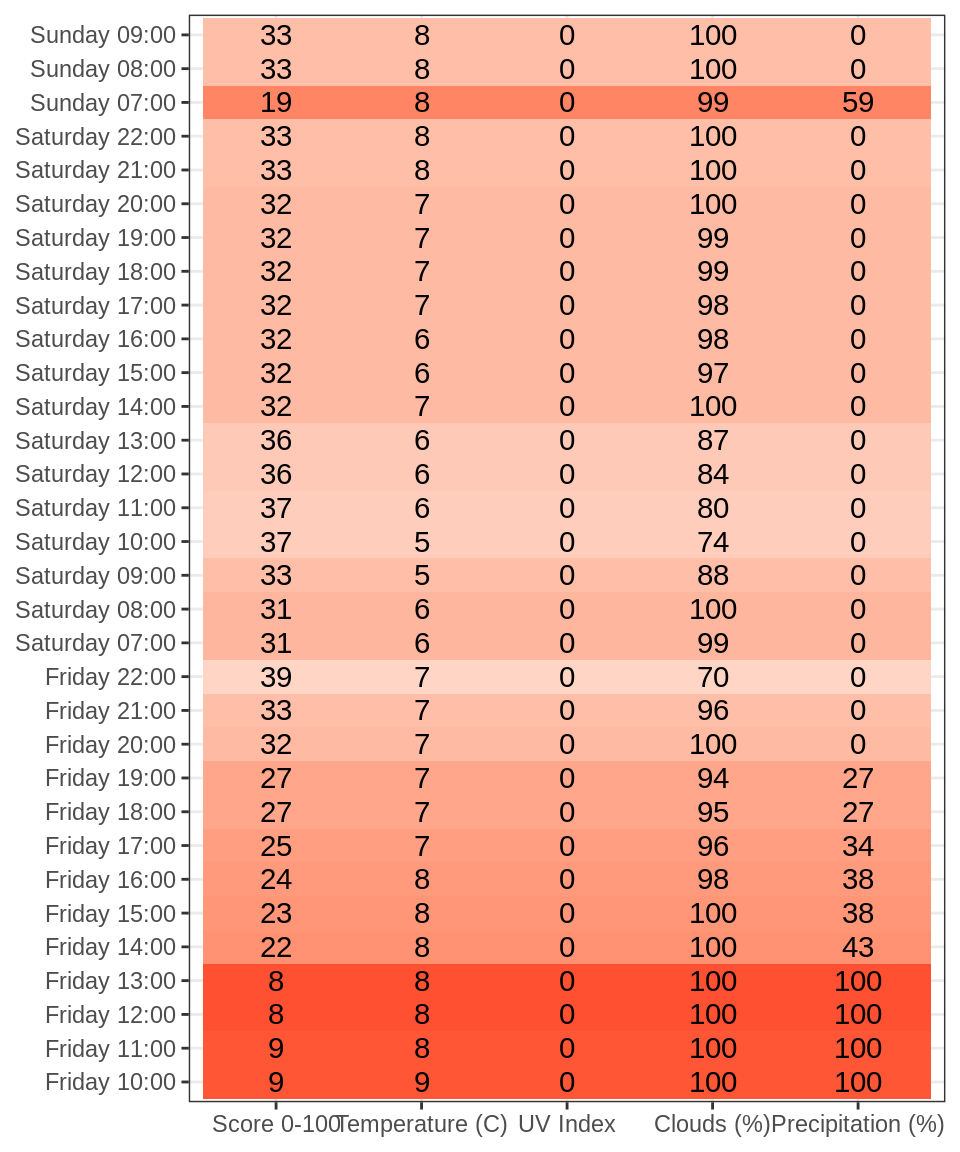 Sunday 09:00 33 8 0 100 0
Sunday 08:00 33 8 0 100 0
Sunday 07:00 19 8 0 99 59
Saturday 22:00 33 8 0 100 0
Saturday 21:00 33 8 0 100 0
Saturday 20:00 32 7 0 100 0
Saturday 19:00 32 7 0 99 0
Saturday 18:00 32 7 0 99 0
Saturday 17:00 32 7 0 98 0
Saturday 16:00 32 6 0 98 0
Saturday 15:00 32 6 0 97 0
Saturday 14:00 32 7 0 100 0
Saturday 13:00 36 6 0 87 0
Saturday 12:00 36 6 0 84 0
Saturday 11:00 37 6 0 80 0
Saturday 10:00 37 5 0 74 0
Saturday 09:00 33 5 0 88 0
Saturday 08:00 31 6 0 100 0
Saturday 07:00 31 6 0 99 0
Friday 22:00 39 7 0 70 0
Friday 21:00 33 7 0 96 0
Friday 20:00 32 7 0 100 0
Friday 19:00 27 7 0 94 27
Friday 18:00 27 7 0 95 27
Friday 17:00 25 7 0 96 34
Friday 16:00 24 8 0 98 38
Friday 15:00 23 8 0 100 38
Friday 14:00 22 8 0 100 43
Friday 13:00 8 8 0 100 100
Friday 12:00 8 8 0 100 100
Friday 11:00 9 8 0 100 100
Friday 10:00 9 9 0 100 100
Score 0-100 Temperature (C) UV Index Clouds (%) Precipitation (%)